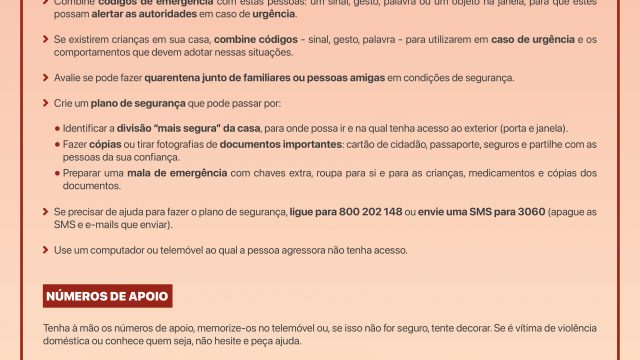 Combine códigos de emergência com estas pessoas: um sinal, gesto, palavra ou um objeto na janela, para que estes
possam alertar as autoridades em caso de urgência.
Se existirem crianças em sua casa, combine códigos - sinal, gesto, palavra - para utilizarem em caso de urgência e os
comportamentos que devem adotar nessas situações.
Avalie se pode fazer quarentena junto de familiares ou pessoas amigas em condições de segurança.
Crie um plano de segurança que pode passar por:
Identificar a divisão “mais segura” da casa, para onde possa ir e na qual tenha acesso ao exterior (porta e janela).
Fazer cópias ou tirar fotografias de documentos importantes: cartão de cidadão, passaporte, seguros e partilhe com as
pessoas da sua confiança.
Preparar uma mala de emergência com chaves extra, roupa para si e para as crianças, medicamentos e cópias dos
documentos.
Se precisar de ajuda para fazer o plano de segurança, ligue para 800 202 148 ou envie uma SMS para 3060 (apague as
SMS e e-mails que enviar).
Use um computador ou telemóvel ao qual a pessoa agressora não tenha acesso.
NÚMEROS DE APOIO
Tenha à mão os números de apoio, memorize-os no telemóvel ou, se isso não for seguro, tente decorar. Se é vítima de violência
doméstica ou conhece quem seja, não hesite e peça ajuda.